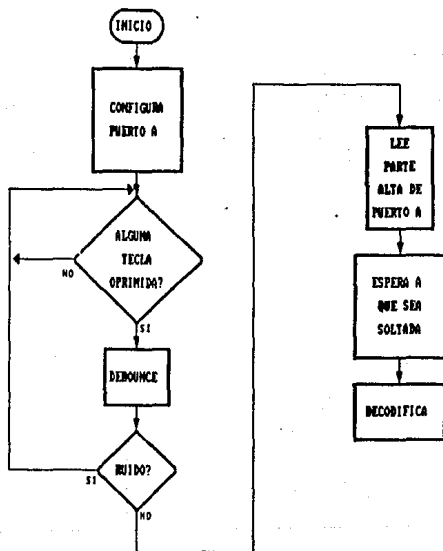 INICIO
CONFIGURA
PUERTO A
ALGUMA
TECLA
OPRIMIDA?
NO
SI
DEBOUNCE
RUIDO?
SI
NO
LEE
PARTE
ALTA DE
PUERTO A
ESPERA A
QUE SEA
SOLTADA
DECODIFICA